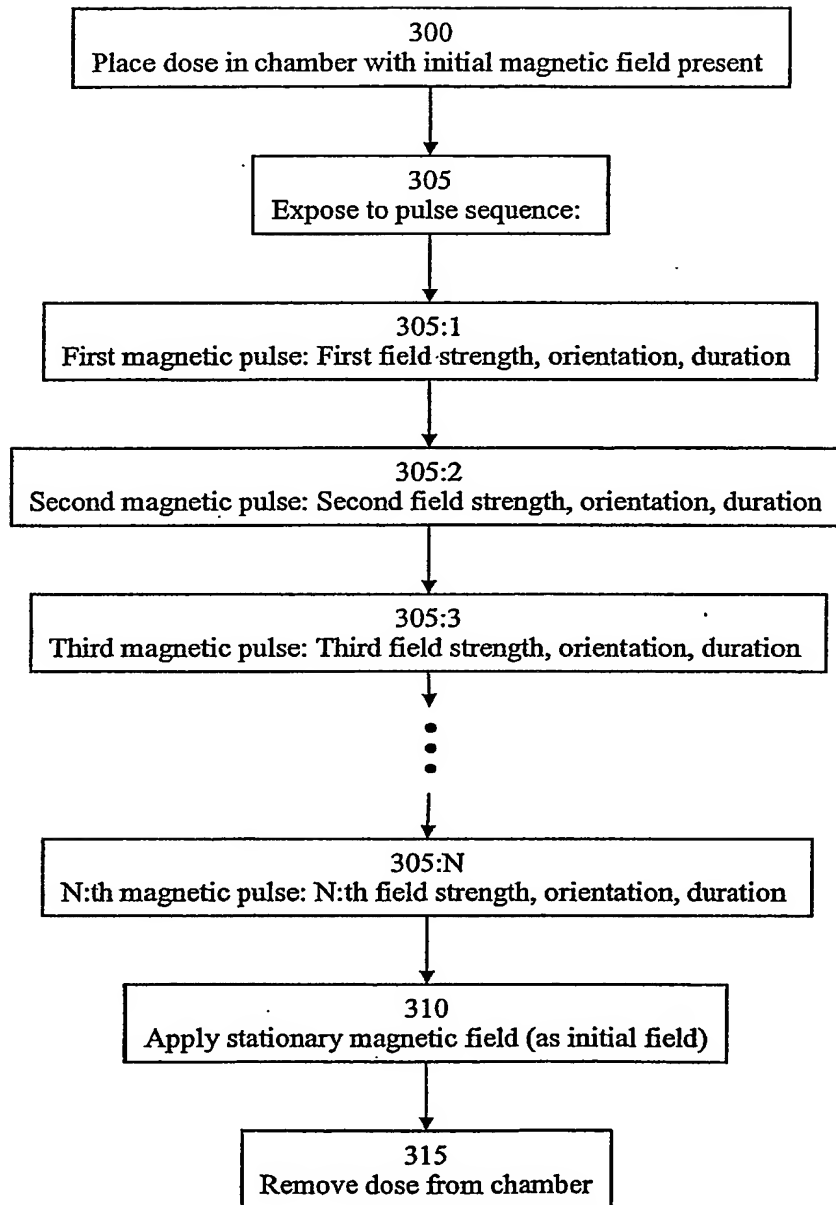 300
Place dose in chamber with initial magnetic field present
305
Expose to pulse sequence:
305:1
First magnetic pulse: First field strength, orientation, duration
305:2
Second magnetic pulse: Second field strength, orientation, duration
305:3
Third magnetic pulse: Third field strength, orientation, duration
305:N
N:th magnetic pulse: N:th field strength, orientation, duration
310
Apply stationary magnetic field (as initial field)
315
Remove dose from chamber